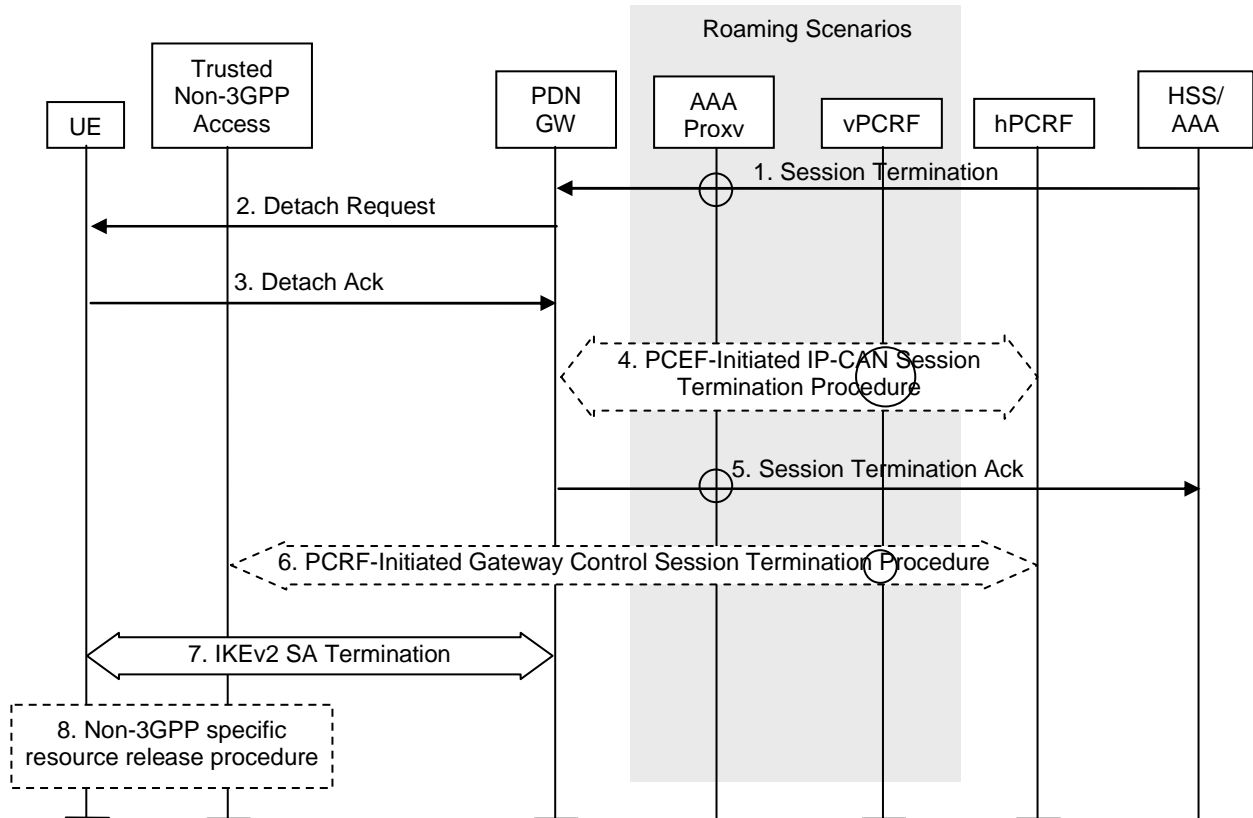 Roaming Scenarios
UE
Trusted
Non-3GPP
Access
PDN
GW
AAA
Proxv
vPCRF
hPCRF
HSS/
AAA
1. Session Termination
2. Detach Request
3. Detach Ack
4. PCEF-Initiated IP-CAN Session
Termination Procedure
5. Session Termination Ack
6. PCRF-Initiated Gateway Control Session Termination Procedure
7. IKEv2 SA Termination
8. Non-3GPP specific
resource release procedure